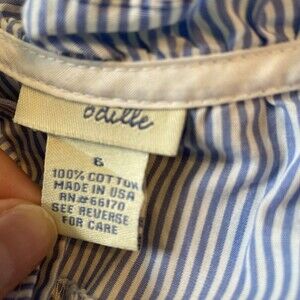 odille
6
100% COTTON
MADE IN USA
RN#66170
SEE REVERSE
FOR CARE